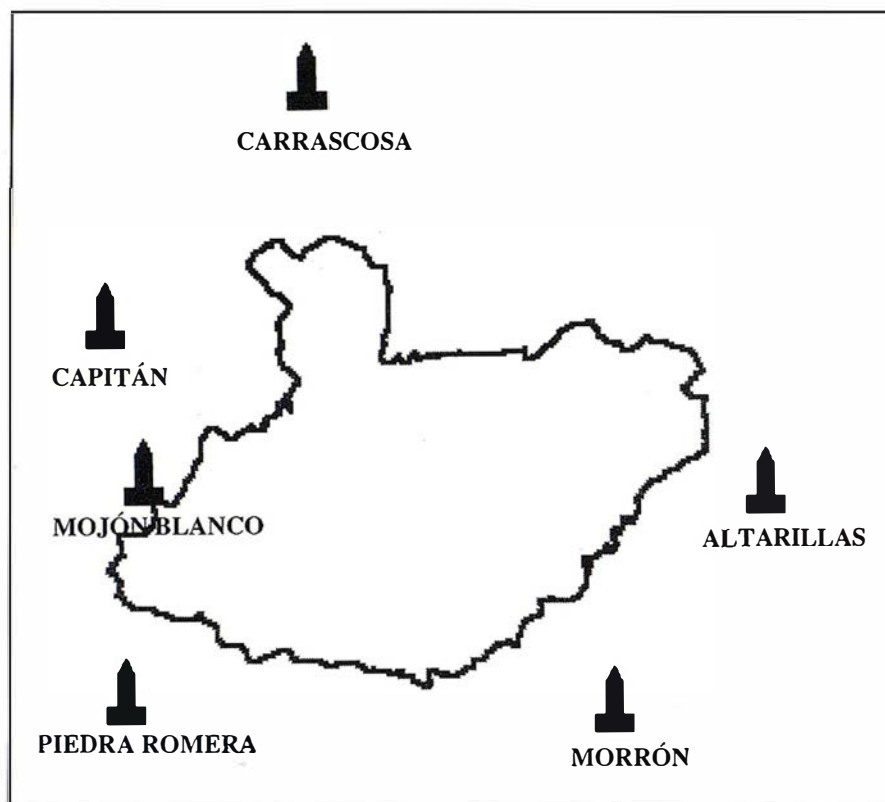 CARRASCOSA
CAPITÁN
MOJÓN BLANCO
ALTARILLAS
PIEDRA ROMERA
MORRÓN